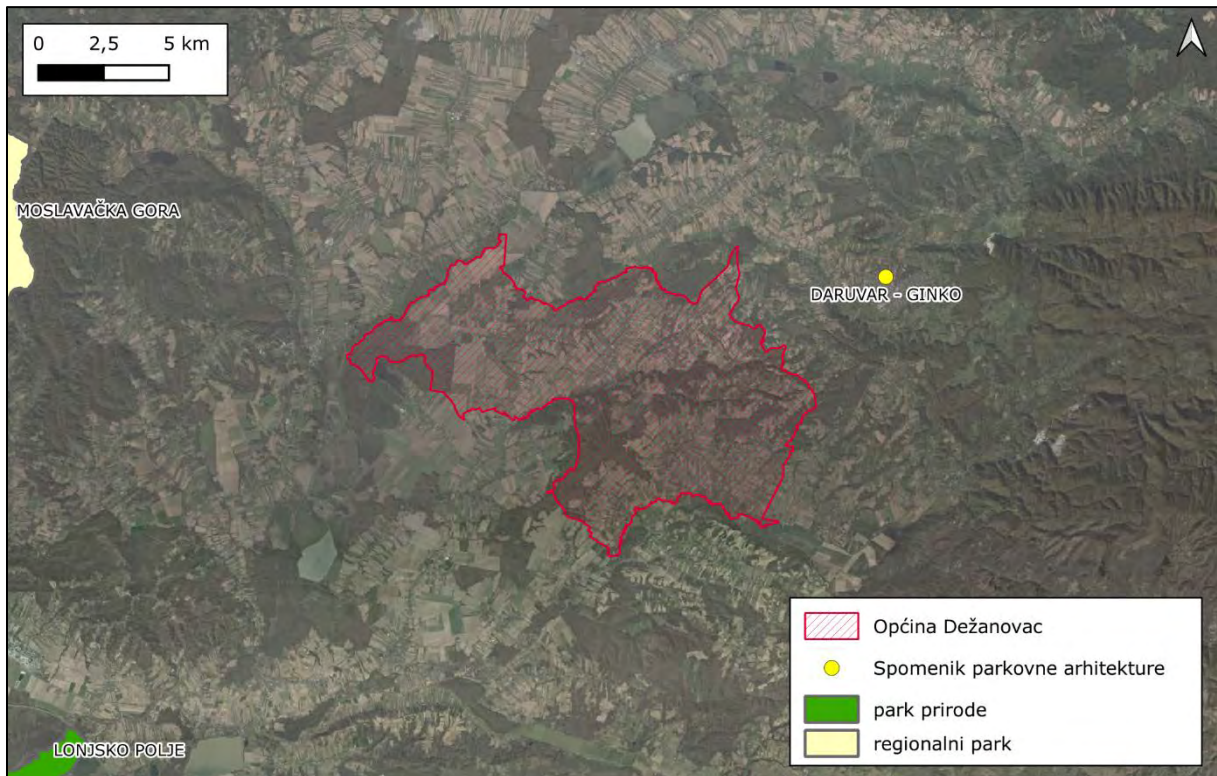 0 2,5 5 km
MOSLAVAČKA GORA
DARUVAR - GINKO
LONJSKO POLJE
Općina Dežanovac
Spomenik parkovne arhitekture
park prirode
regionalni park